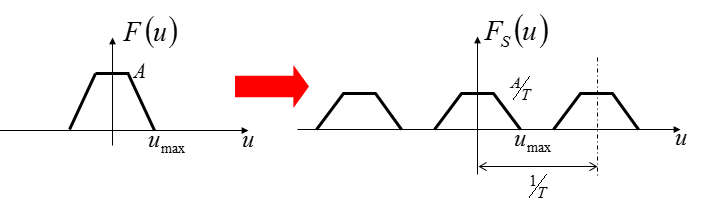 F(u)
A
u_max
u
F_S(u)
A/T
u_max
u
1/T